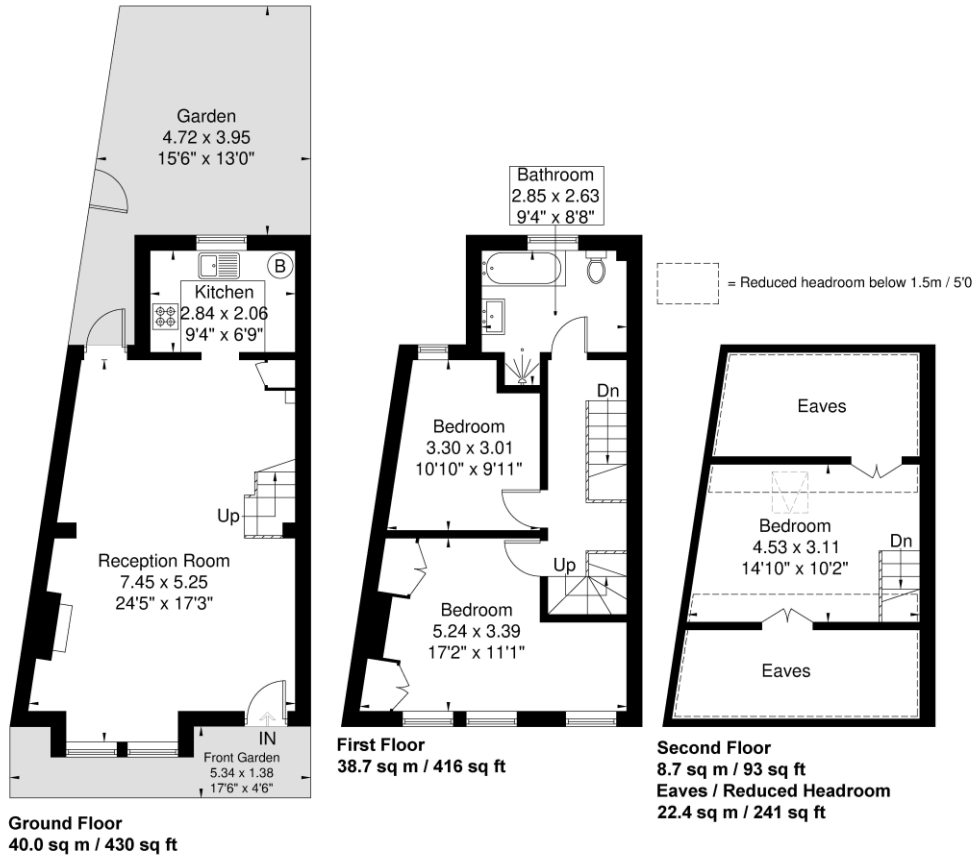 Garden
4.72 x 3.95
15'6" x 13'0"
B
Kitchen
2.84 x 2.06
9'4" x 6'9"
Up
Reception Room
7.45 x 5.25
24'5" x 17'3"
IN
Front Garden
5.34 x 1.38
17'6" x 4'6"
Ground Floor
40.0 sq m / 430 sq ft
Bathroom
2.85 x 2.63
9'4" x 8'8"
Dn
Bedroom
3.30 x 3.01
10'10" x 9'11"
Up
Bedroom
5.24 x 3.39
17'2" x 11'1"
First Floor
38.7 sq m / 416 sq ft
= Reduced headroom below 1.5m / 5'0
Eaves
Bedroom
4.53 x 3.11
14'10" x 10'2"
Dn
Eaves
Second Floor
8.7 sq m / 93 sq ft
Eaves / Reduced Headroom
22.4 sq m / 241 sq ft